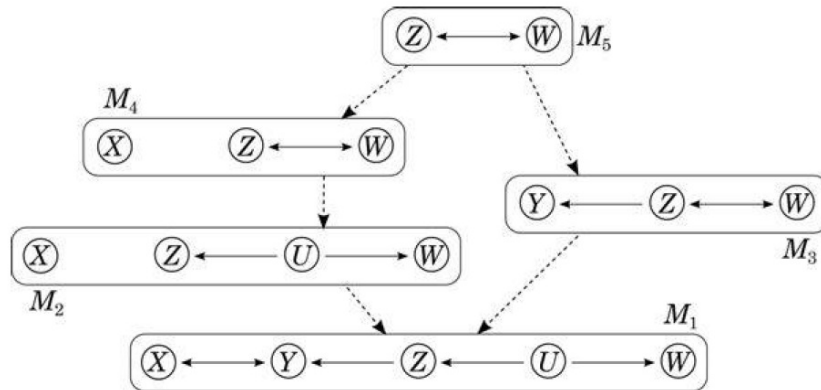 Z W M₅
M₄
X Z W
Y Z W
M₃
X Z U W
M₂
M₁
X Y Z U W